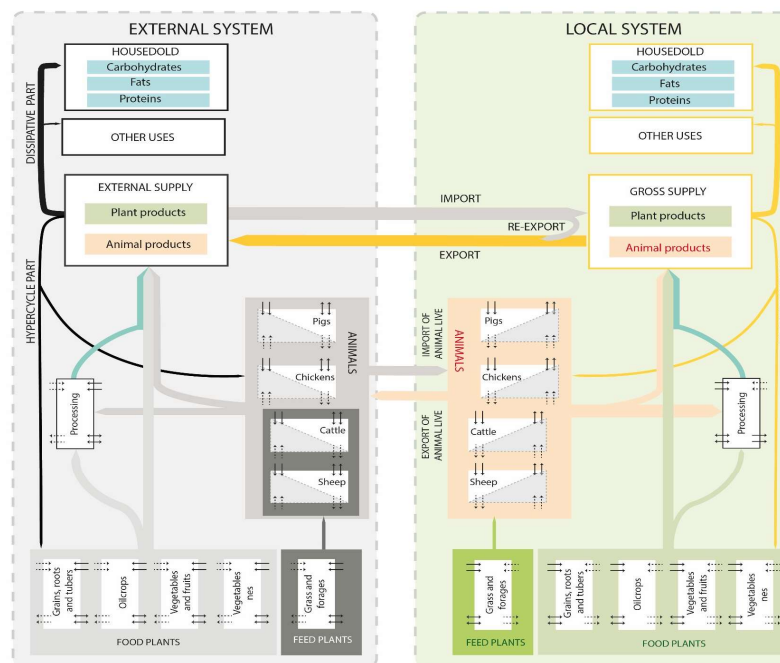 EXTERNAL SYSTEM
HOUSEDOLD
Carbohydrates
Fats
Proteins
OTHER USES
DISSIPATIVE PART
EXTERNAL SUPPLY
Plant products
Animal products
HYPERCYCLE PART
IMPORT
RE-EXPORT
EXPORT
Pigs
Chickens
Cattle
Sheep
ANIMALS
Processing
Grains, roots
and tubers
Oilcrops
Vegetables
and fruits
Vegetables
nes
FOOD PLANTS
Grass and
forages
FEED PLANTS
IMPORT OF
ANIMAL LIVE
EXPORT OF
ANIMAL LIVE
LOCAL SYSTEM
HOUSEDOLD
Carbohydrates
Fats
Proteins
OTHER USES
GROSS SUPPLY
Plant products
Animal products
ANIMALS
Pigs
Chickens
Cattle
Sheep
Processing
Grass and
forages
FEED PLANTS
Grains, roots
and tubers
Oilcrops
Vegetables
and fruits
Vegetables
nes
FOOD PLANTS